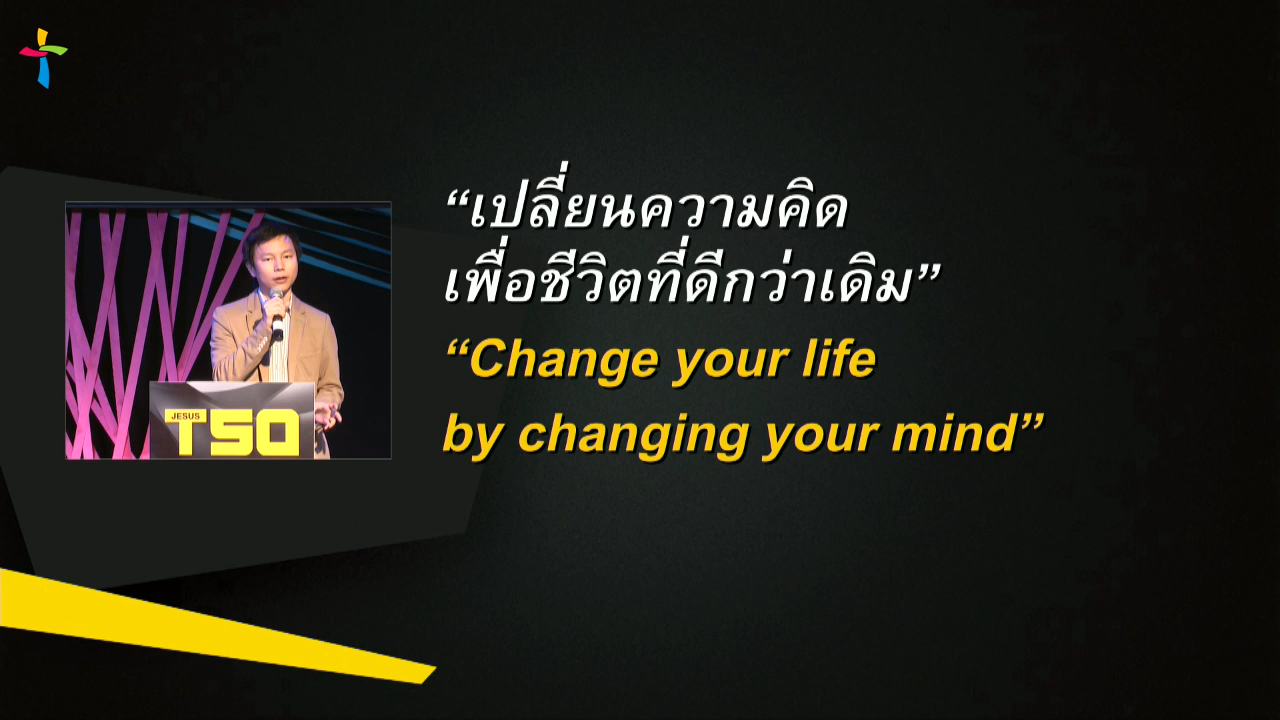 “เปลี่ยนความคิด
เพื่อชีวิตที่ดีกว่าเดิม”
“Change your life
by changing your mind”
JESUS
TSQ